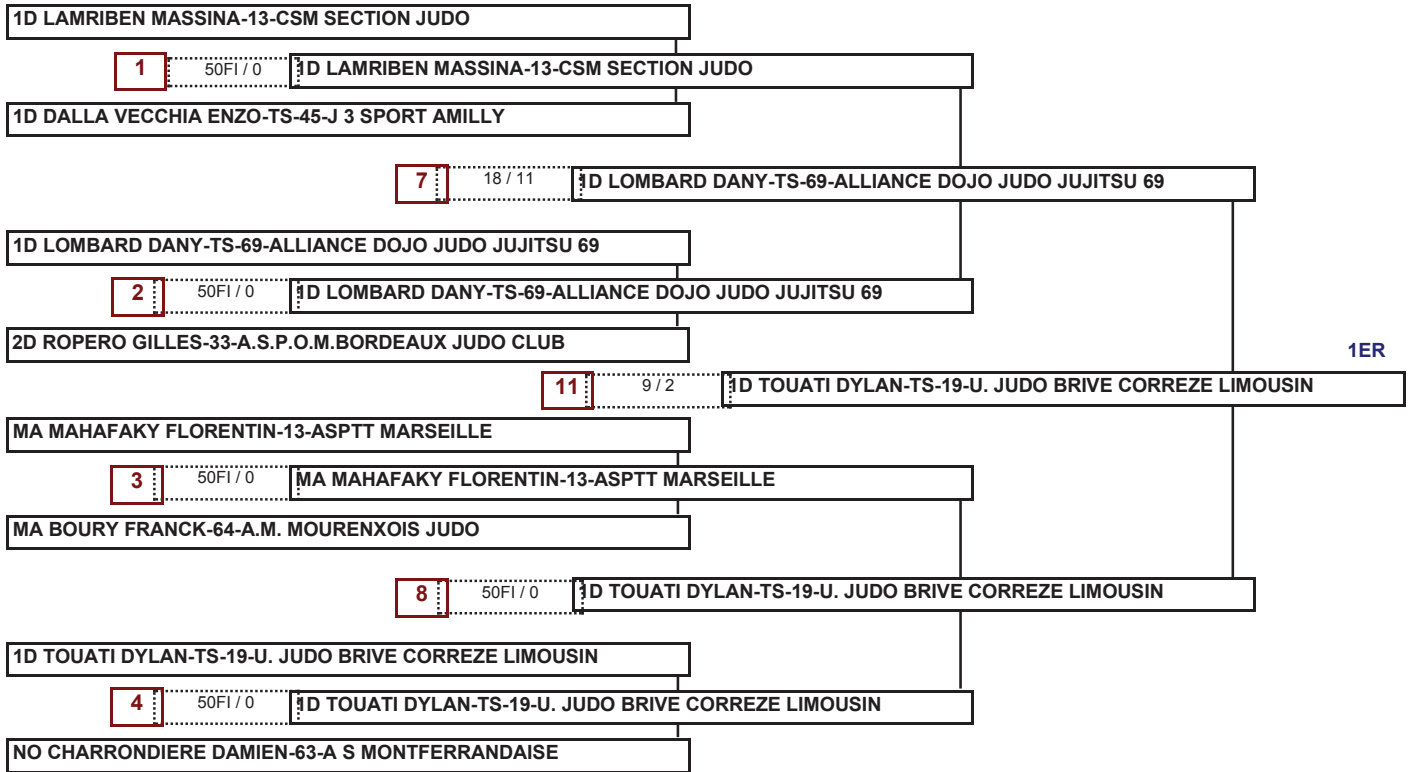 1D LAMRIBEN MASSINA-13-CSM SECTION JUDO
1 50FI / 0 1D LAMRIBEN MASSINA-13-CSM SECTION JUDO
1D DALLA VECCHIA ENZO-TS-45-J 3 SPORT AMILLY
7 18 / 11 1D LOMBARD DANY-TS-69-ALLIANCE DOJO JUDO JUJITSU 69
1D LOMBARD DANY-TS-69-ALLIANCE DOJO JUDO JUJITSU 69
2 50FI / 0 1D LOMBARD DANY-TS-69-ALLIANCE DOJO JUDO JUJITSU 69
2D ROPERO GILLES-33-A.S.P.O.M.BORDEAUX JUDO CLUB
1ER
11 9 / 2 1D TOUATI DYLAN-TS-19-U. JUDO BRIVE CORREZE LIMOUSIN
MA MAHAFAKY FLORENTIN-13-ASPTT MARSEILLE
3 50FI / 0 MA MAHAFAKY FLORENTIN-13-ASPTT MARSEILLE
MA BOURY FRANCK-64-A.M. MOURENXOIS JUDO
8 50FI / 0 1D TOUATI DYLAN-TS-19-U. JUDO BRIVE CORREZE LIMOUSIN
1D TOUATI DYLAN-TS-19-U. JUDO BRIVE CORREZE LIMOUSIN
4 50FI / 0 1D TOUATI DYLAN-TS-19-U. JUDO BRIVE CORREZE LIMOUSIN
NO CHARRONDIERE DAMIEN-63-A S MONTFERRANDAISE